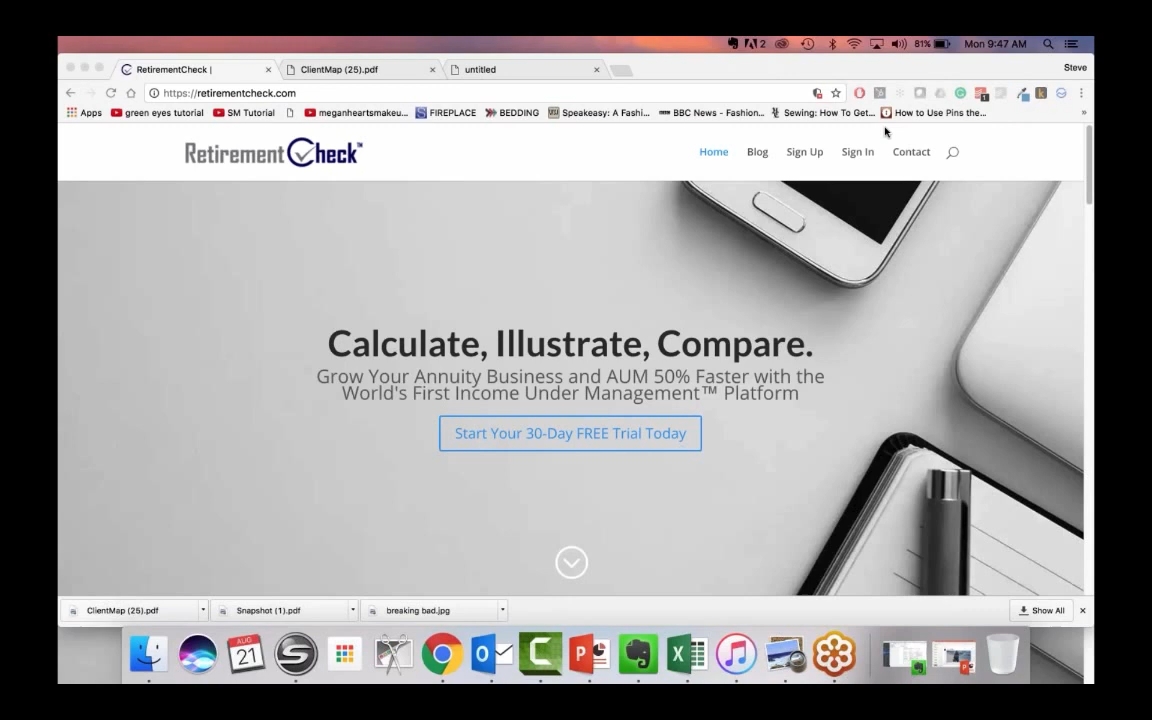 2 81% Mon 9:47 AM
RetirementCheck | ClientMap (25).pdf untitled Steve
https://retirementcheck.com
Apps green eyes tutorial SM Tutorial meganheartsmakeu... FIREPLACE BEDDING Speakeasy: A Fashi... BBC News - Fashion... Sewing: How To Get... How to Use Pins the... »
RetirementCheck™ Home Blog Sign Up Sign In Contact
Calculate, Illustrate, Compare.
Grow Your Annuity Business and AUM 50% Faster with the
World's First Income Under Management™ Platform
Start Your 30-Day FREE Trial Today
ClientMap (25).pdf Snapshot (1).pdf breaking bad.jpg Show All
AUG
21